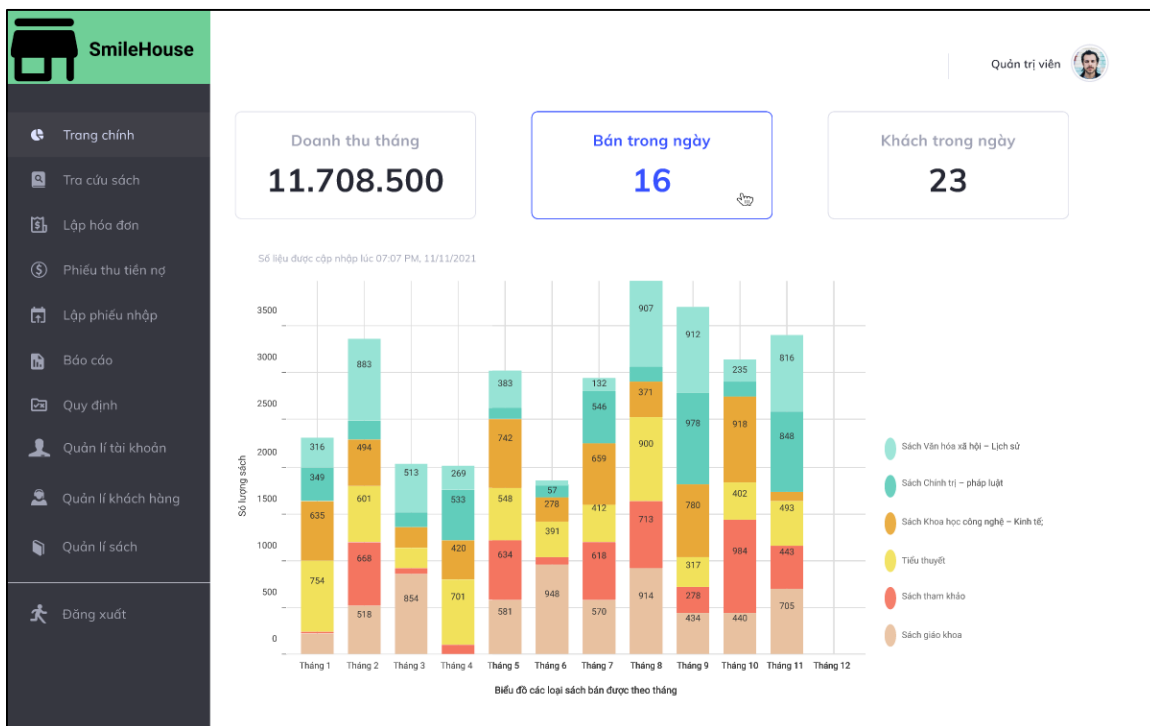 SmileHouse
Quản trị viên
Trang chính
Tra cứu sách
Lập hóa đơn
Phiếu thu tiền nợ
Lập phiếu nhập
Báo cáo
Quy định
Quản lí tài khoản
Quản lí khách hàng
Quản lí sách
Đăng xuất
Doanh thu tháng
11.708.500
Bán trong ngày
16
Khách trong ngày
23
Số liệu được cập nhập lúc 07:07 PM, 11/11/2021
Số lượng sách
3500
3000
2500
2000
1500
1000
500
0
316
349
635
754
883
494
601
668
518
513
854
269
533
420
701
383
742
548
634
581
57
278
391
948
132
546
659
412
618
570
907
371
900
713
914
912
978
780
317
278
434
235
918
402
984
440
816
848
493
443
705
Tháng 1 Tháng 2 Tháng 3 Tháng 4 Tháng 5 Tháng 6 Tháng 7 Tháng 8 Tháng 9 Tháng 10 Tháng 11 Tháng 12
Biểu đồ các loại sách bán được theo tháng
Sách Văn hóa xã hội – Lịch sử
Sách Chính trị – pháp luật
Sách Khoa học công nghệ – Kinh tế;
Tiểu thuyết
Sách tham khảo
Sách giáo khoa